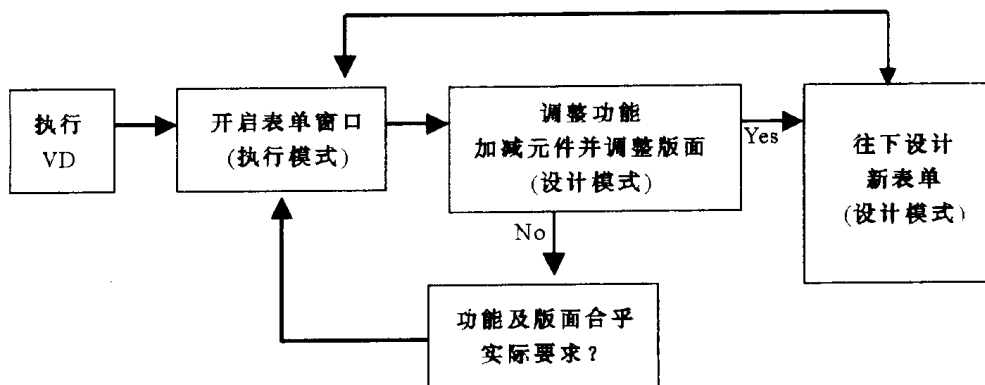 执行
VD
开启表单窗口
(执行模式)
调整功能
加减元件并调整版面
(设计模式)
Yes
往下设计
新表单
(设计模式)
No
功能及版面合乎
实际要求？